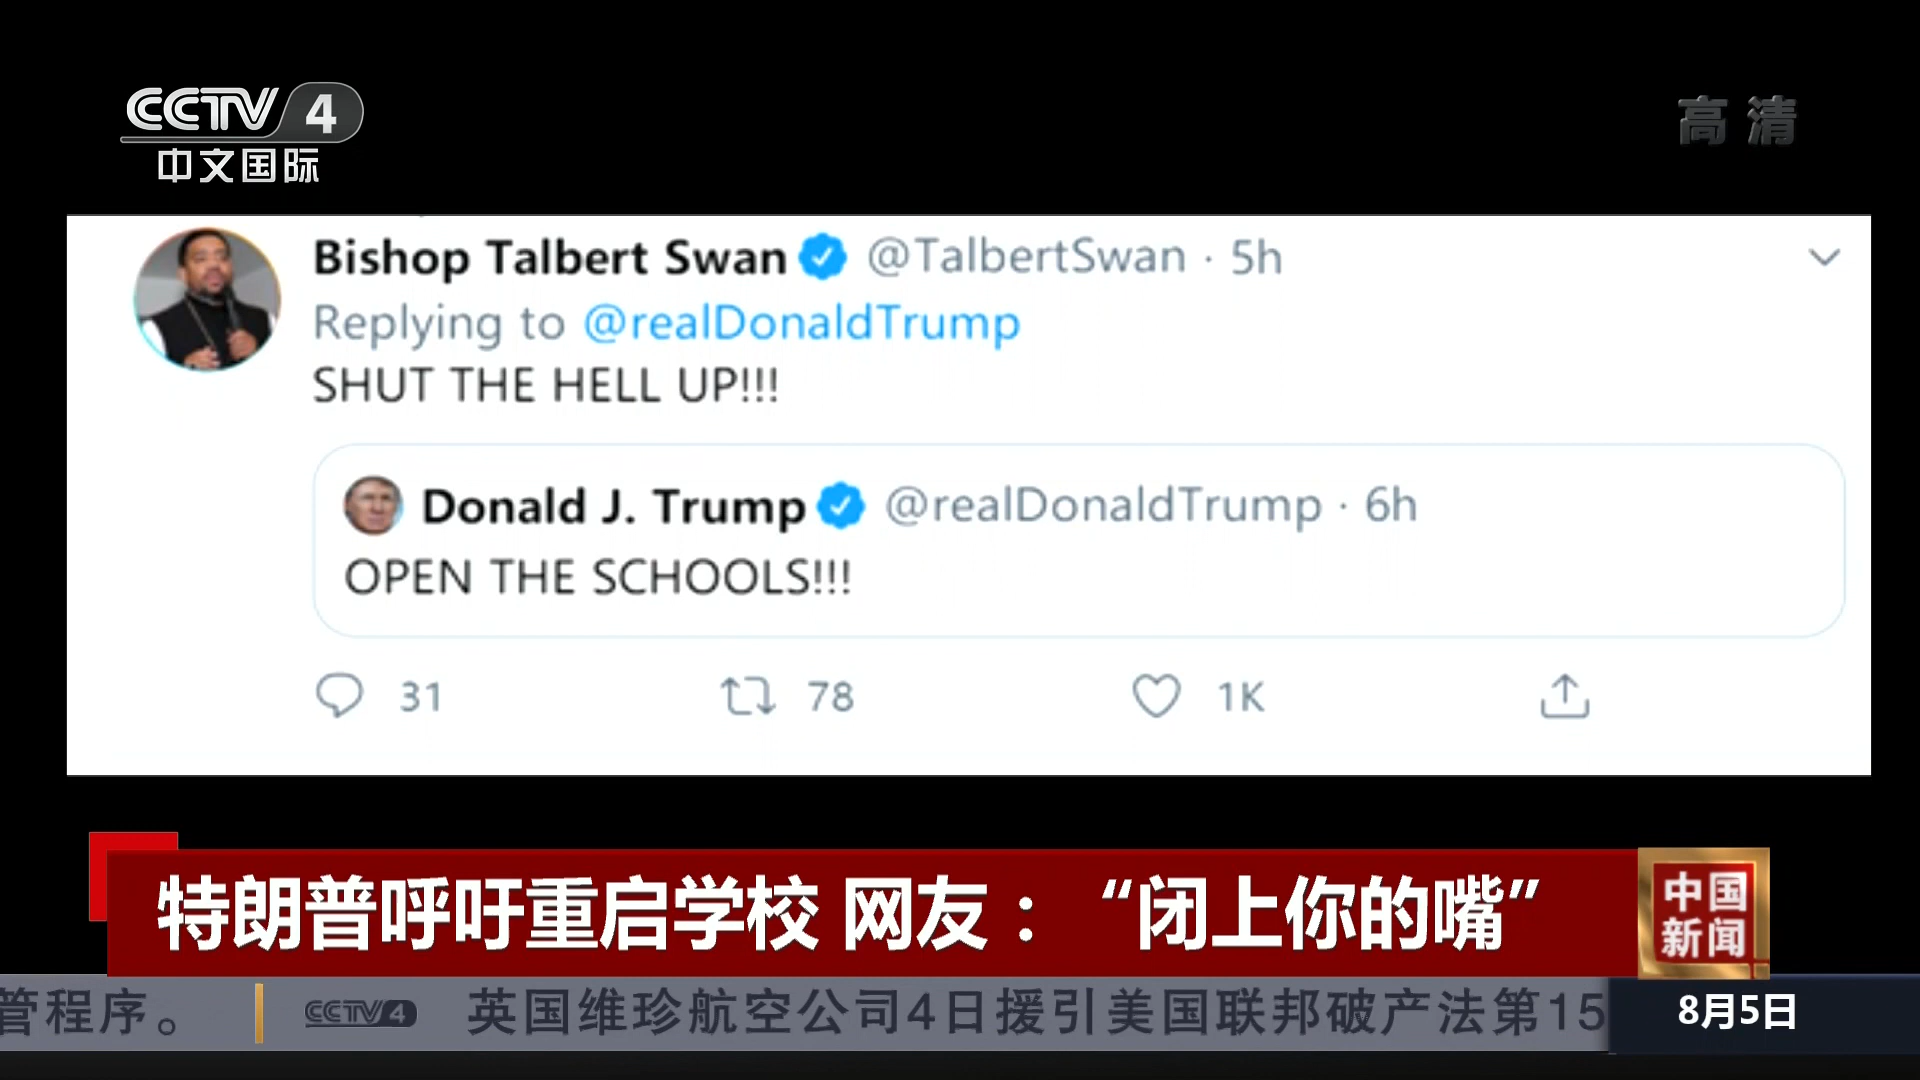 CCTV 4
中文国际
高清
Bishop Talbert Swan @TalbertSwan · 5h
Replying to @realDonaldTrump
SHUT THE HELL UP!!!
Donald J. Trump @realDonaldTrump · 6h
OPEN THE SCHOOLS!!!
31 78 1K
特朗普呼吁重启学校 网友：“闭上你的嘴”
中国
新闻
管程序。 CCTV 4 英国维珍航空公司4日援引美国联邦破产法第15
8月5日